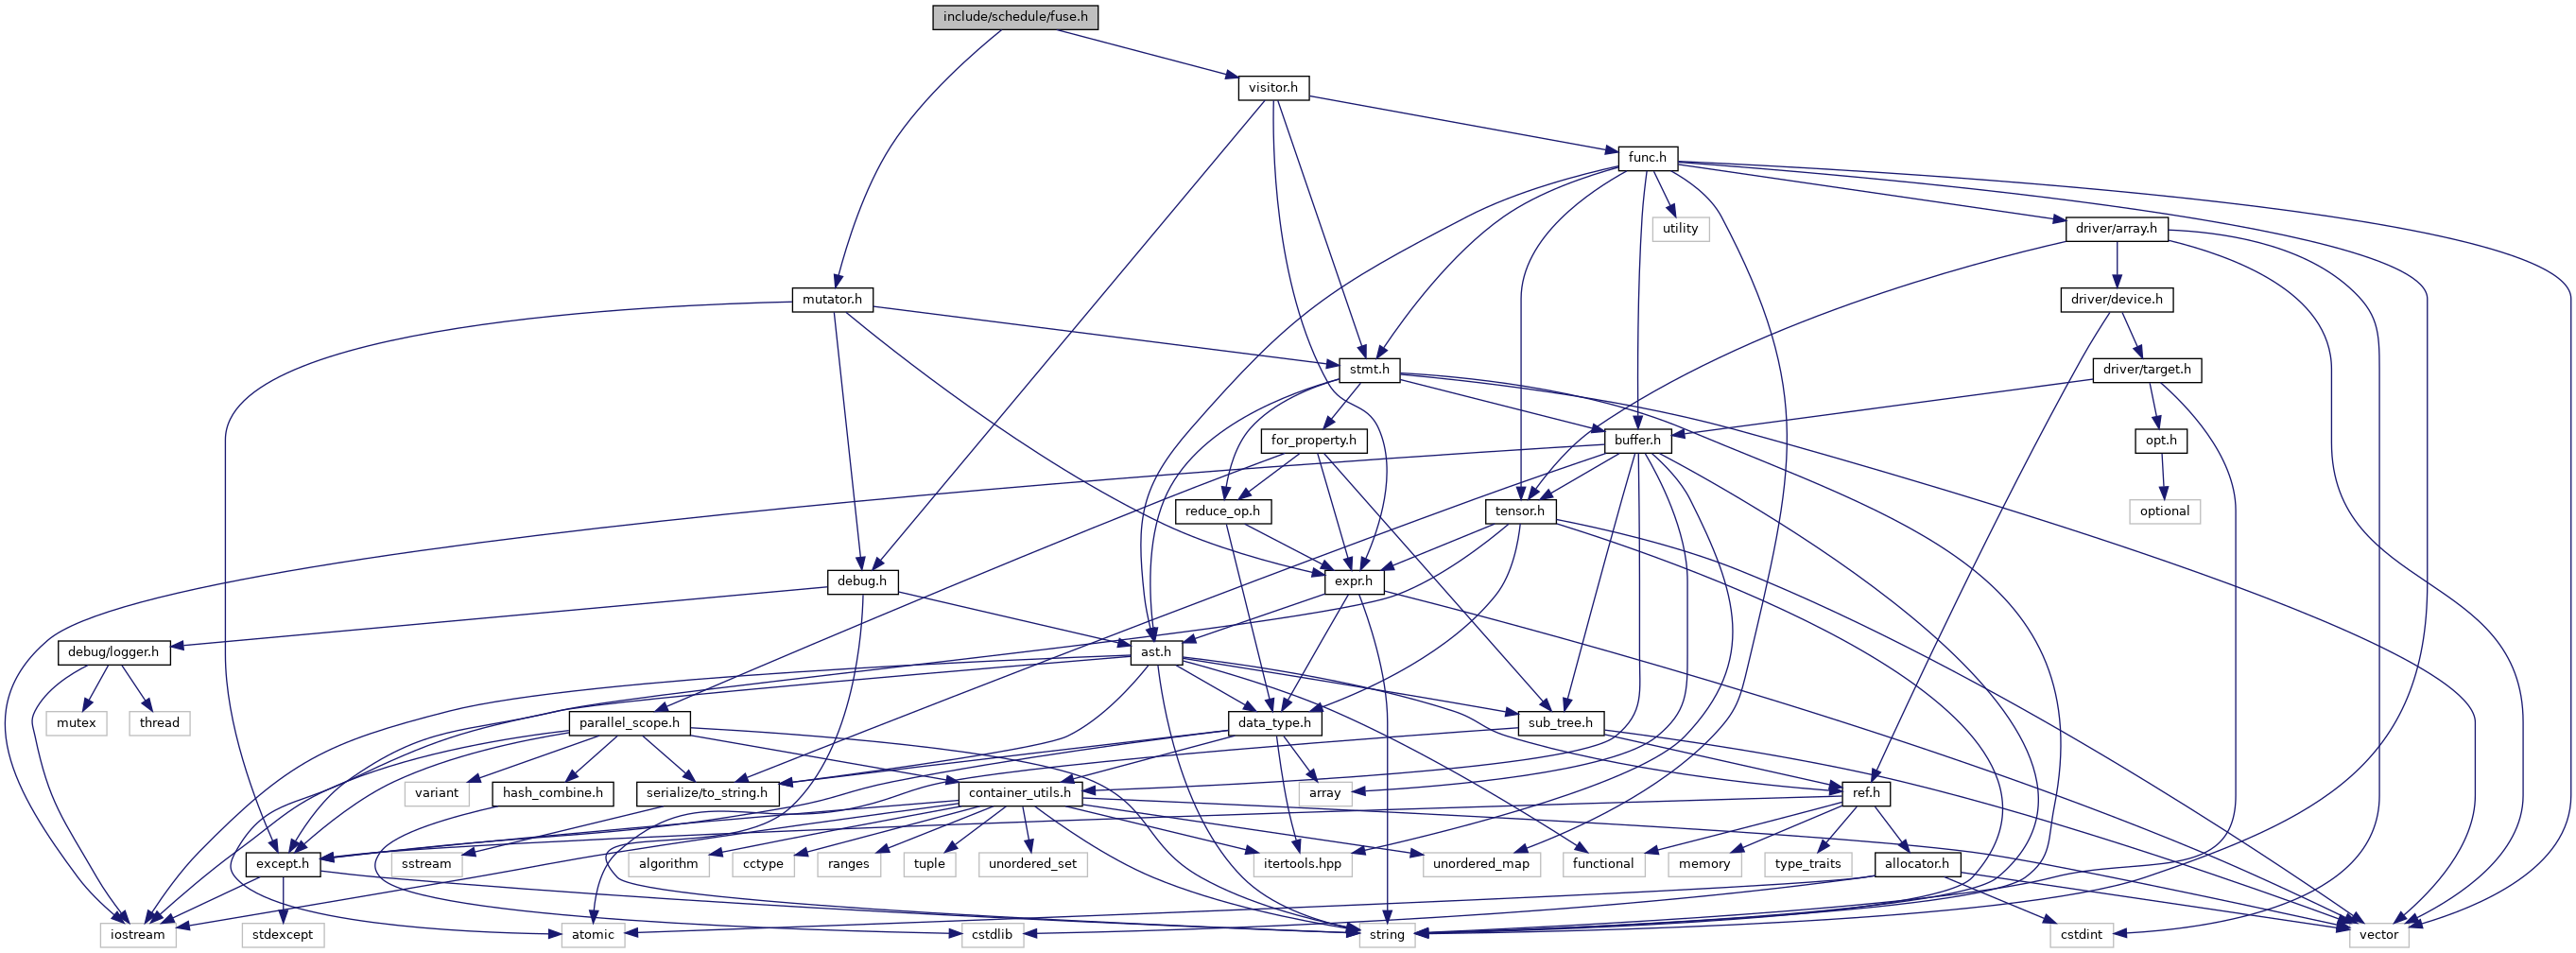 include/schedule/fuse.h
visitor.h
func.h
utility
driver/array.h
mutator.h
driver/device.h
stmt.h
driver/target.h
for_property.h
buffer.h
opt.h
reduce_op.h
tensor.h
optional
debug.h
expr.h
debug/logger.h
ast.h
mutex
thread
parallel_scope.h
data_type.h
sub_tree.h
variant
hash_combine.h
serialize/to_string.h
container_utils.h
array
ref.h
except.h
sstream
algorithm
cctype
ranges
tuple
unordered_set
itertools.hpp
unordered_map
functional
memory
type_traits
allocator.h
iostream
stdexcept
atomic
cstdlib
string
cstdint
vector